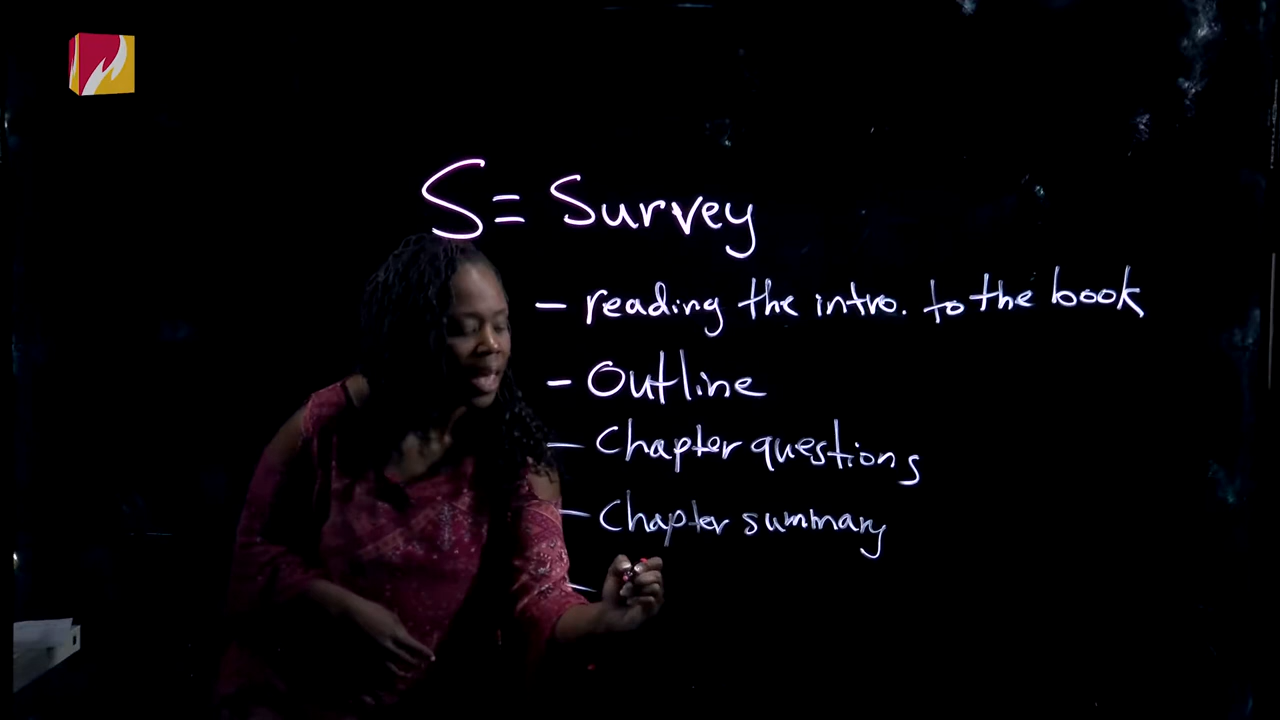 S = Survey
- reading the intro. to the book
- Outline
- Chapter questions
- Chapter summary
-